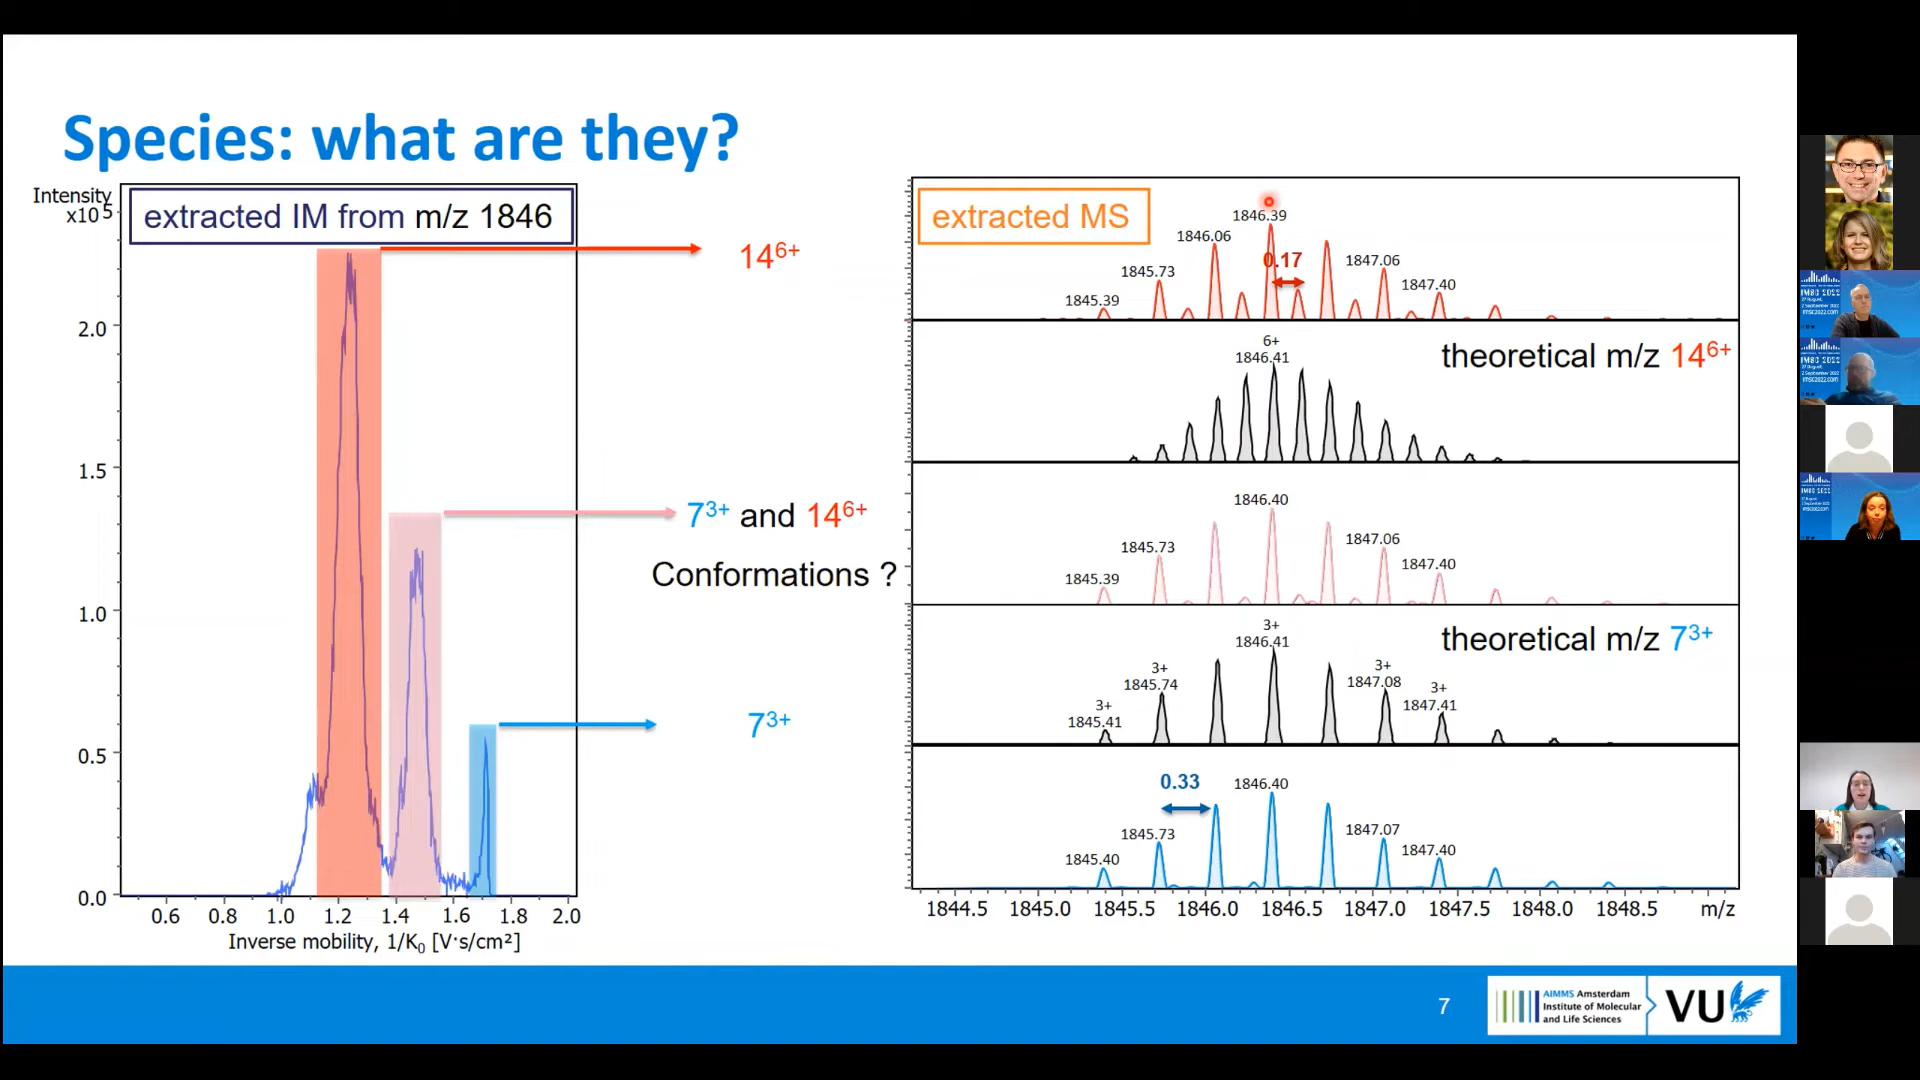 Species: what are they?
Intensity
x10⁵
extracted IM from m/z 1846
2.0
1.5
1.0
0.5
0.0
0.6 0.8 1.0 1.2 1.4 1.6 1.8 2.0
Inverse mobility, 1/K₀ [V·s/cm²]
14⁶⁺
7³⁺ and 14⁶⁺
Conformations ?
7³⁺
extracted MS
1846.39
1846.06
0.17
1847.06
1845.73
1847.40
1845.39
6+
1846.41
theoretical m/z 14⁶⁺
1846.40
1845.73
1847.06
1847.40
1845.39
3+
1846.41
theoretical m/z 7³⁺
3+
1845.74
3+
1847.08
3+
1845.41
3+
1847.41
0.33
1846.40
1845.73
1847.07
1847.40
1845.40
1844.5 1845.0 1845.5 1846.0 1846.5 1847.0 1847.5 1848.0 1848.5 m/z
7
AIMMS Amsterdam
Institute of Molecular
and Life Sciences
VU